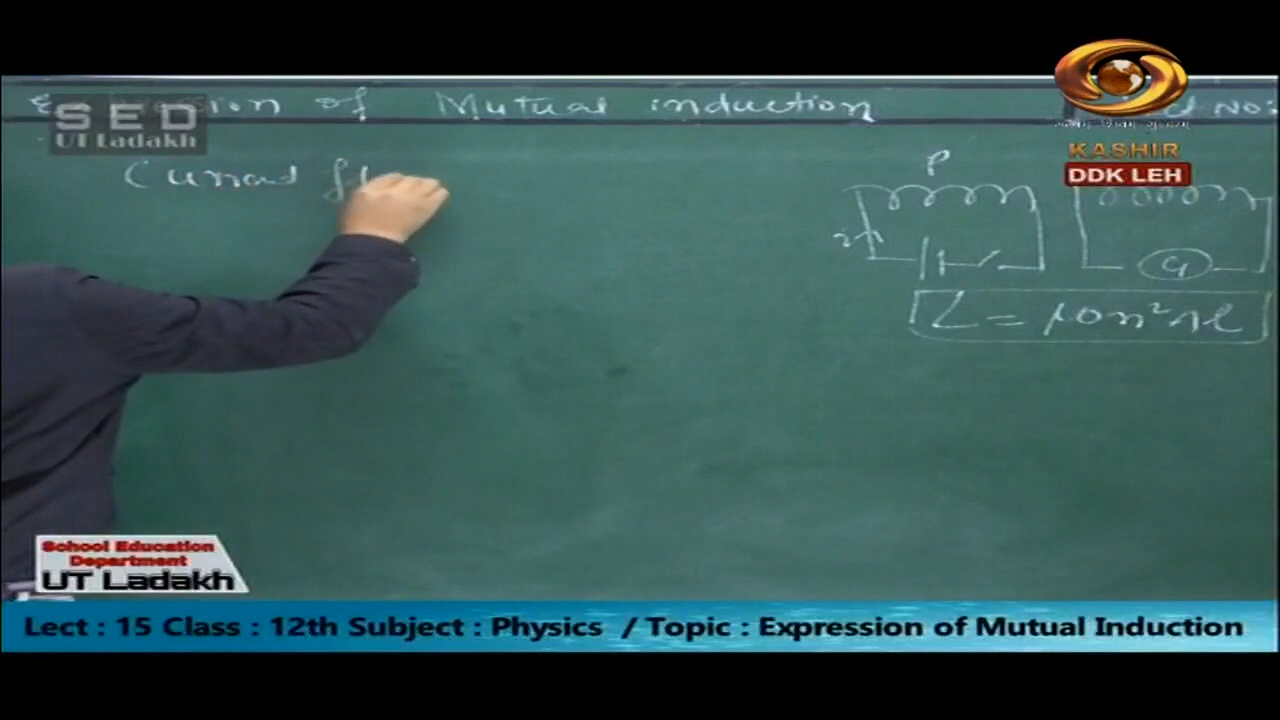 Mutual induction
of
NO:
SED
UT Ladakh
KASHIR
DDK LEH
Current
P
G
L = μ0n²Al
School Education
Department
UT Ladakh
Lect : 15 Class : 12th Subject : Physics / Topic : Expression of Mutual Induction